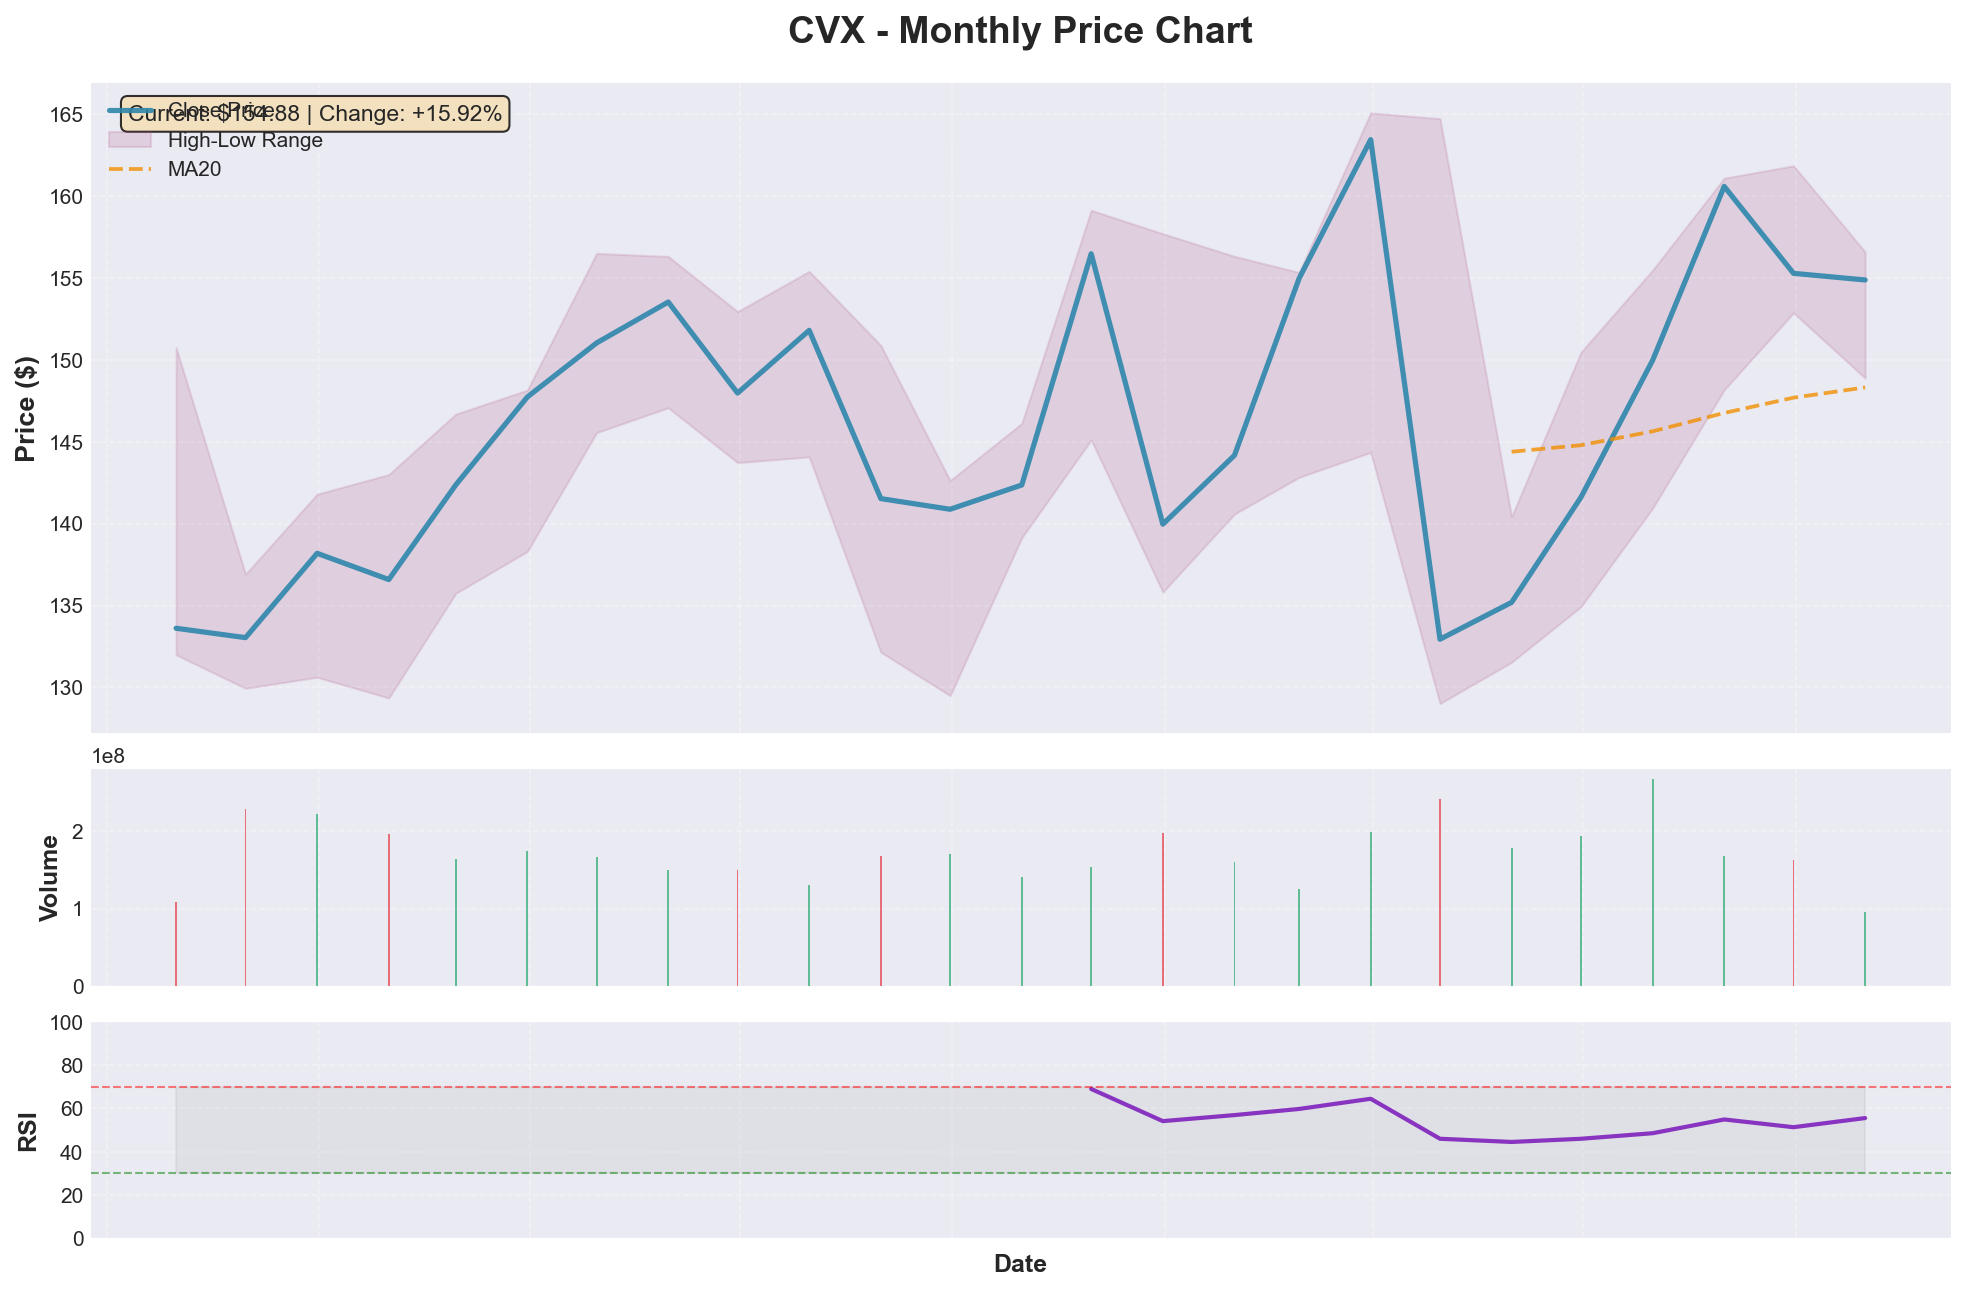 CVX - Monthly Price Chart
Current: $154.88 | Change: +15.92%
Close Price
High-Low Range
MA20
Price ($)
165
160
155
150
145
140
135
130
1e8
Volume
2
1
0
RSI
100
80
60
40
20
0
Date